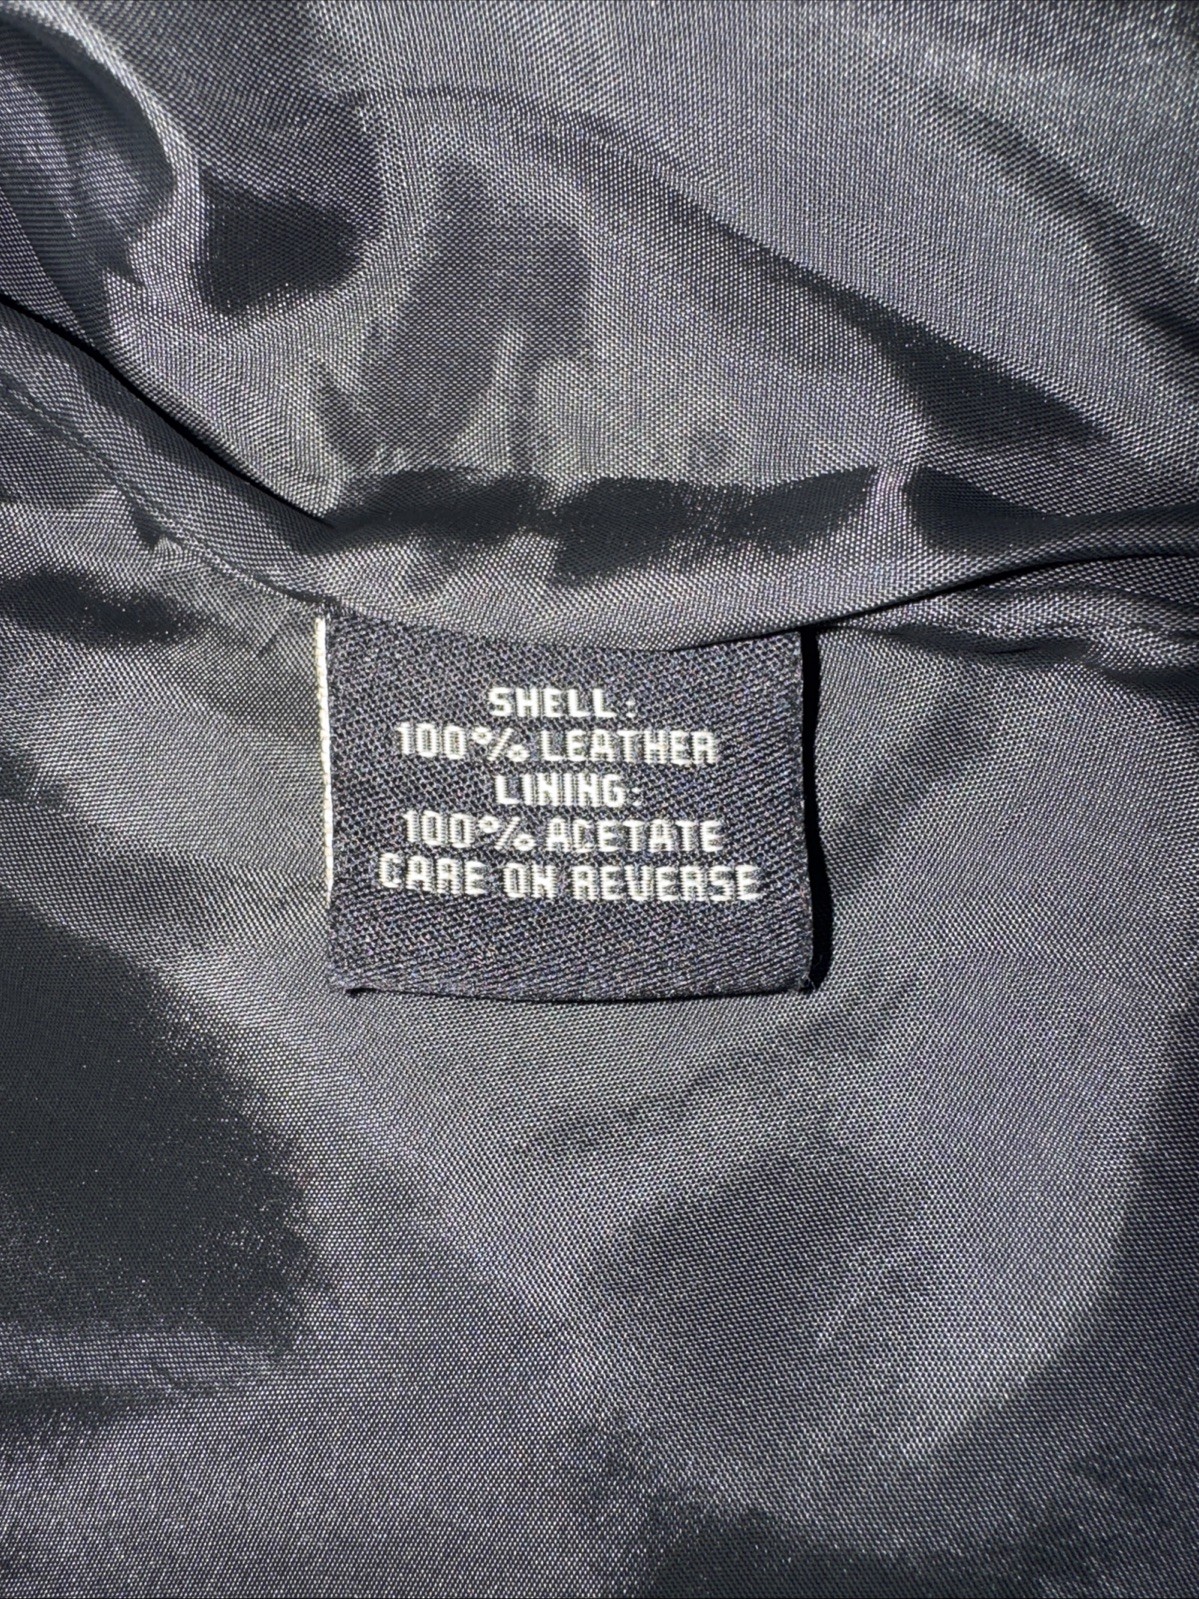 SHELL:
100% LEATHER
LINING:
100% ACETATE
CARE ON REVERSE